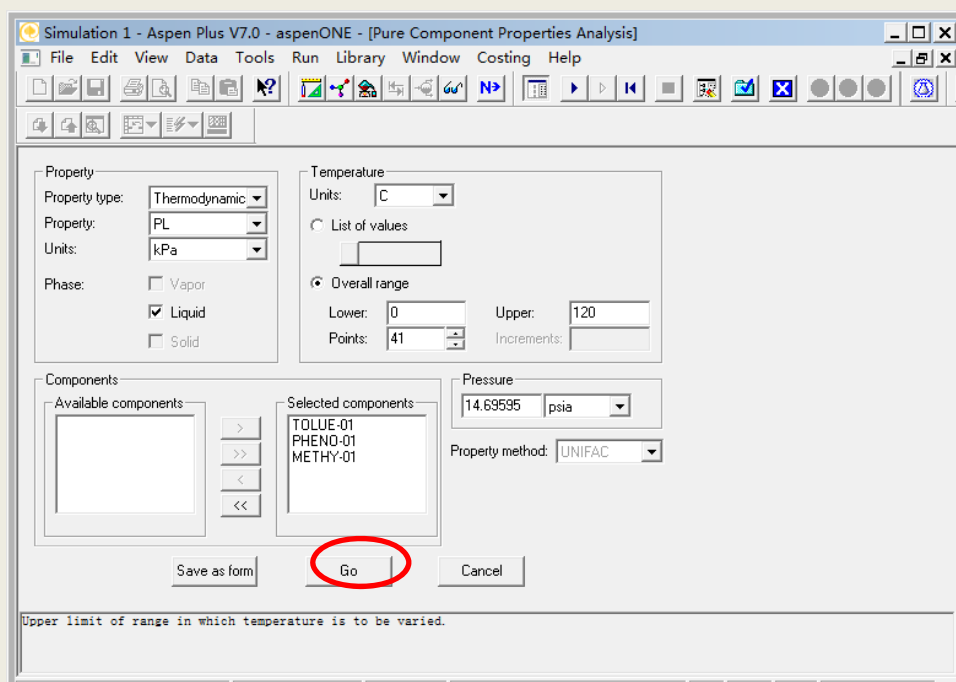 Simulation 1 - Aspen Plus V7.0 - aspenONE - [Pure Component Properties Analysis]
File Edit View Data Tools Run Library Window Costing Help
N>
Property
Property type: Thermodynamic
Property: PL
Units: kPa
Phase: Vapor
Liquid
Solid
Temperature
Units: C
List of values
Overall range
Lower: 0 Upper: 120
Points: 41 Increments:
Components
Available components
>
>>
<
<<
Selected components
TOLUE-01
PHENO-01
METHY-01
Pressure
14.69595 psia
Property method: UNIFAC
Save as form Go Cancel
Upper limit of range in which temperature is to be varied.